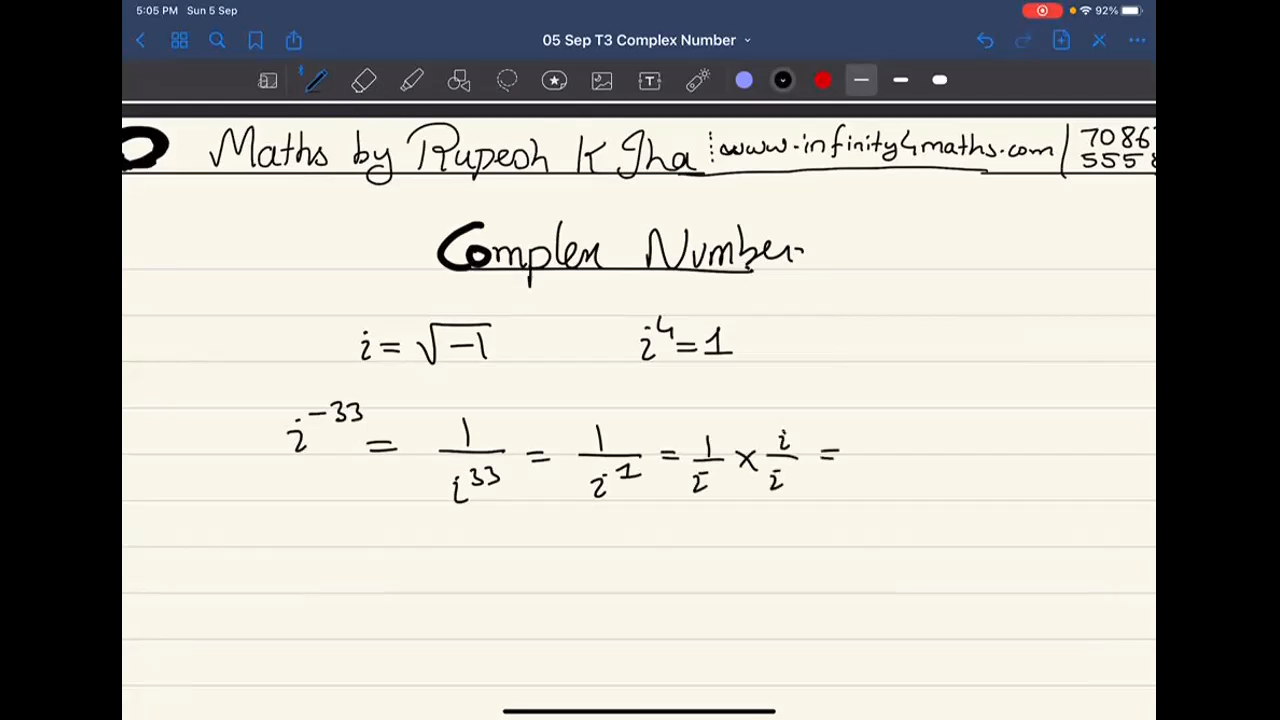 5:05 PM Sun 5 Sep 92%
05 Sep T3 Complex Number
Maths by Rupesh K Jha www.infinity4maths.com 7086
555
Complex Number
i = √-1 i⁴ = 1
i⁻³³ = 1/i³³ = 1/i¹ = 1/i × i/i =